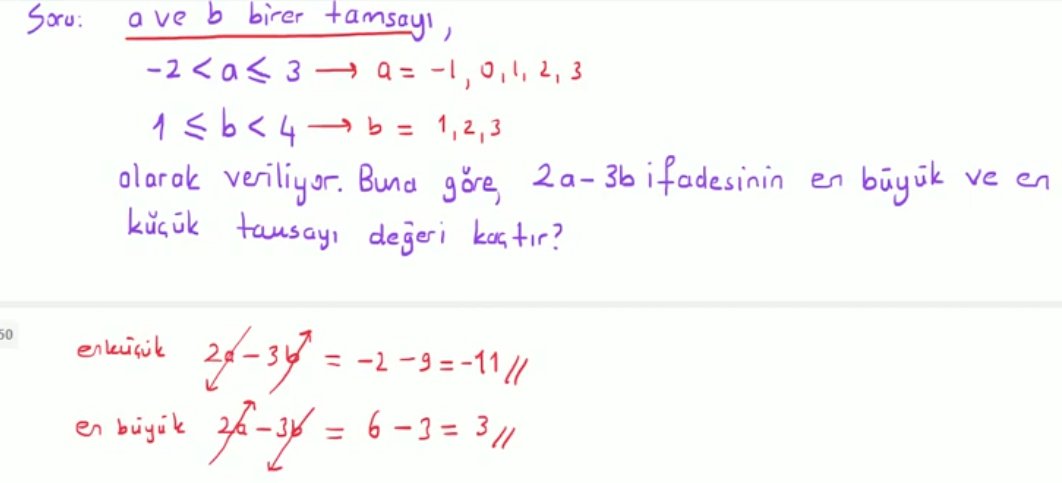 Soru: a ve b birer tamsayı,
-2 < a ≤ 3 → a = -1, 0, 1, 2, 3
1 ≤ b < 4 → b = 1, 2, 3
olarak veriliyor. Buna göre, 2a - 3b ifadesinin en büyük ve en
küçük tamsayı değeri kaçtır?
50
en küçük 2a - 3b = -2 - 9 = -11 //
en büyük 2a - 3b = 6 - 3 = 3 //